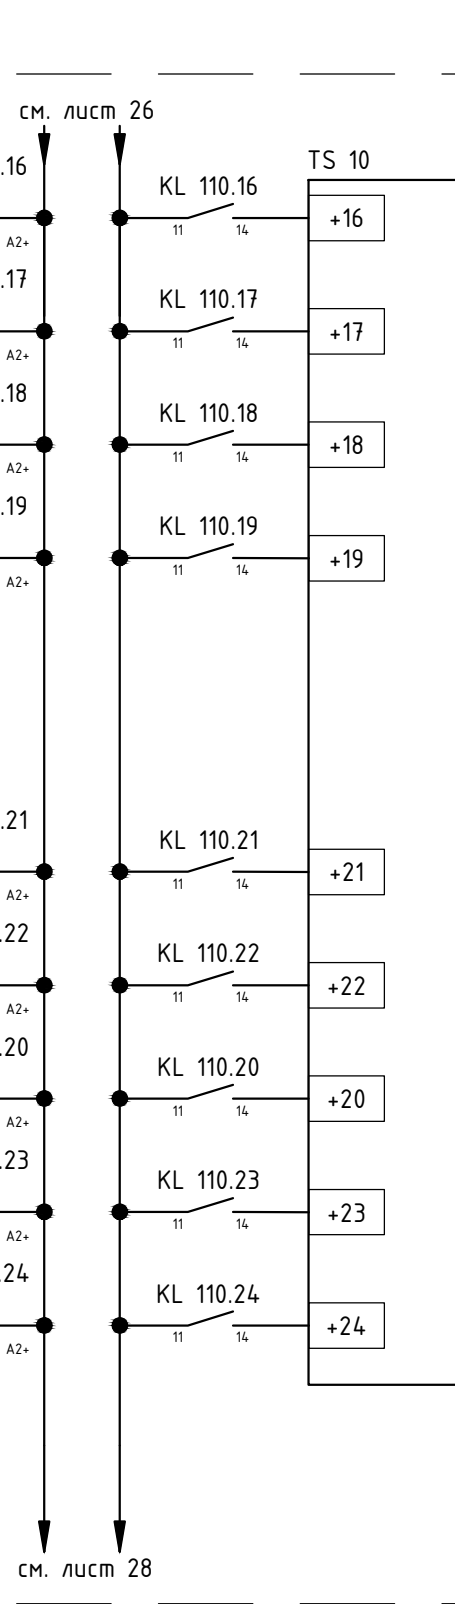 см. лист 26
.16
TS 10
KL 110.16
+16
A2+
11 14
.17
KL 110.17
+17
A2+
11 14
.18
KL 110.18
+18
A2+
11 14
.19
KL 110.19
+19
A2+
11 14
.21
KL 110.21
+21
A2+
11 14
.22
KL 110.22
+22
A2+
11 14
.20
KL 110.20
+20
A2+
11 14
.23
KL 110.23
+23
A2+
11 14
.24
KL 110.24
+24
A2+
11 14
см. лист 28